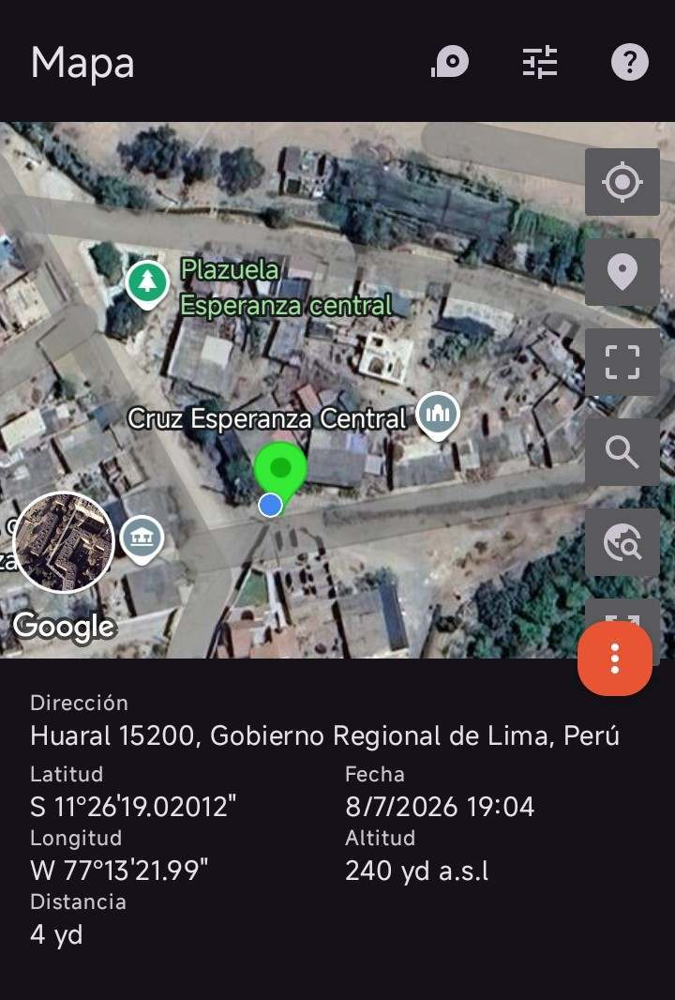 Mapa
Plazuela
Esperanza central
Cruz Esperanza Central
Google
Dirección
Huaral 15200, Gobierno Regional de Lima, Perú
Latitud
S 11°26'19.02012"
Fecha
8/7/2026 19:04
Longitud
W 77°13'21.99"
Altitud
240 yd a.s.l
Distancia
4 yd